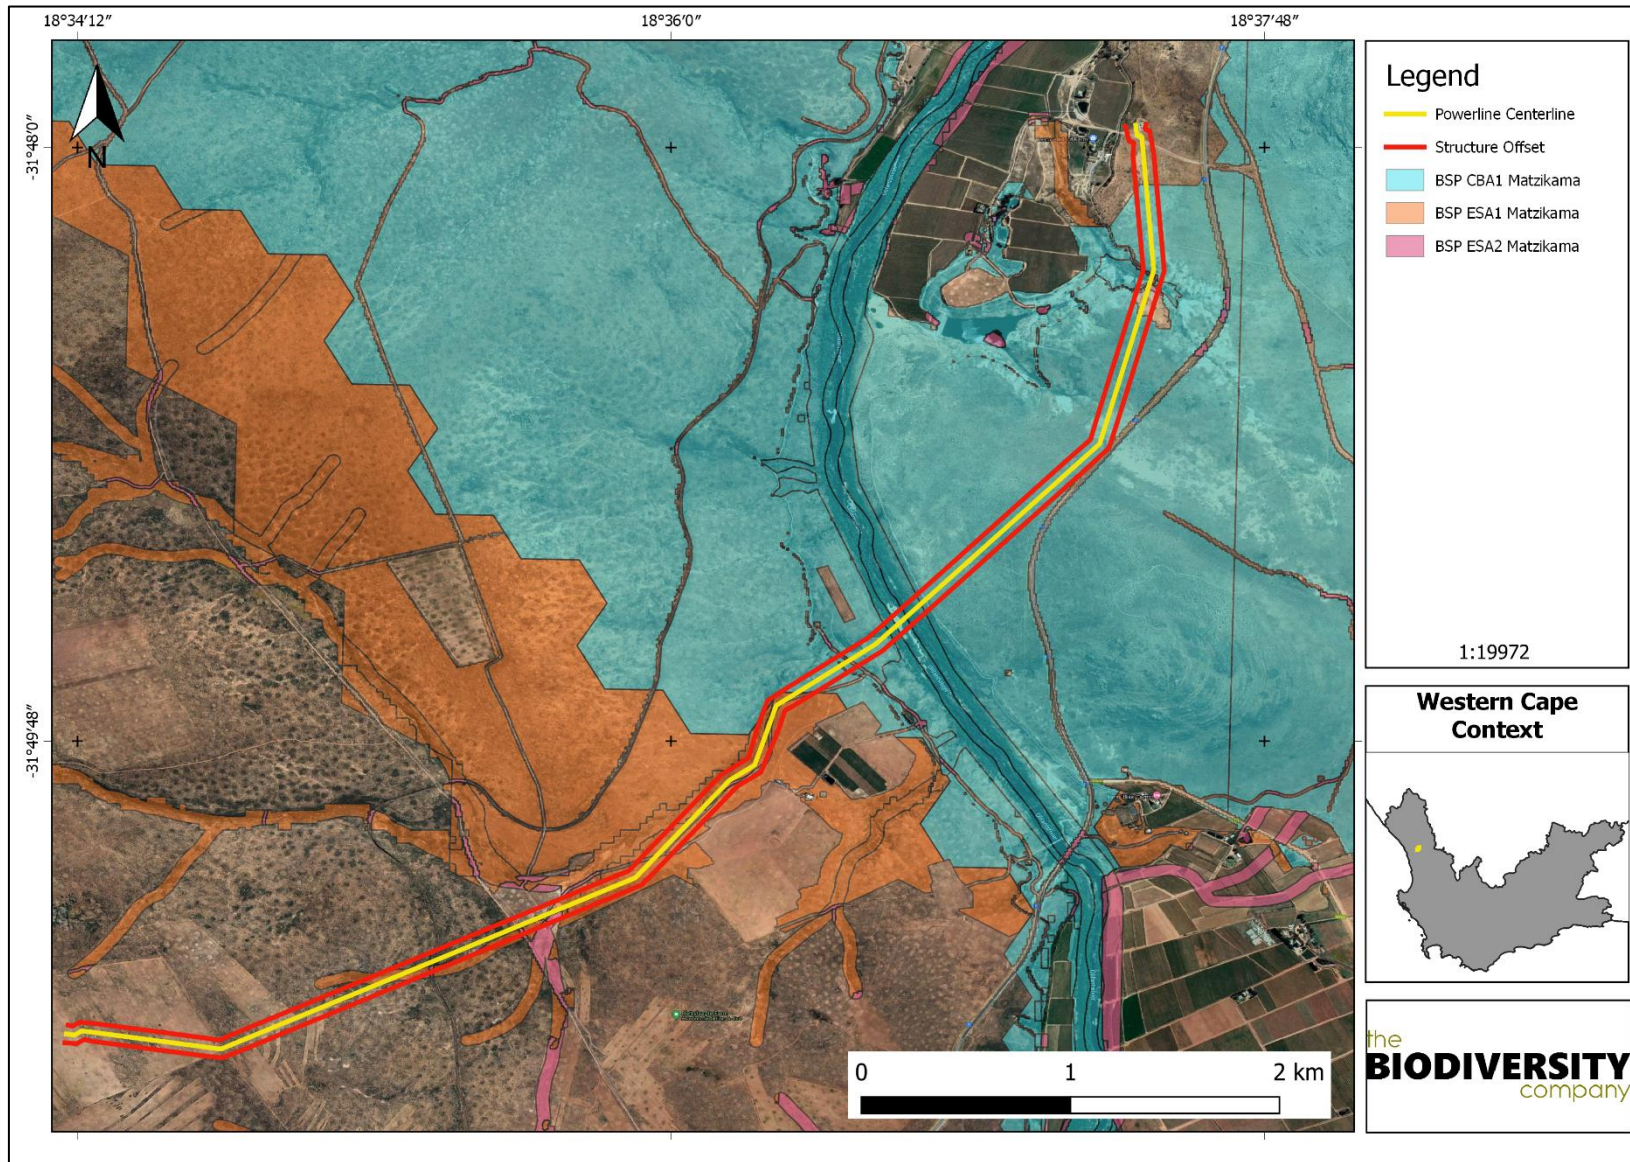 18°34′12″
18°36′0″
18°37′48″
-31°48′0″
-31°49′48″
N
Legend
Powerline Centerline
Structure Offset
BSP CBA1 Matzikama
BSP ESA1 Matzikama
BSP ESA2 Matzikama
1:19972
Western Cape
Context
0 1 2 km
the
BIODIVERSITY
company